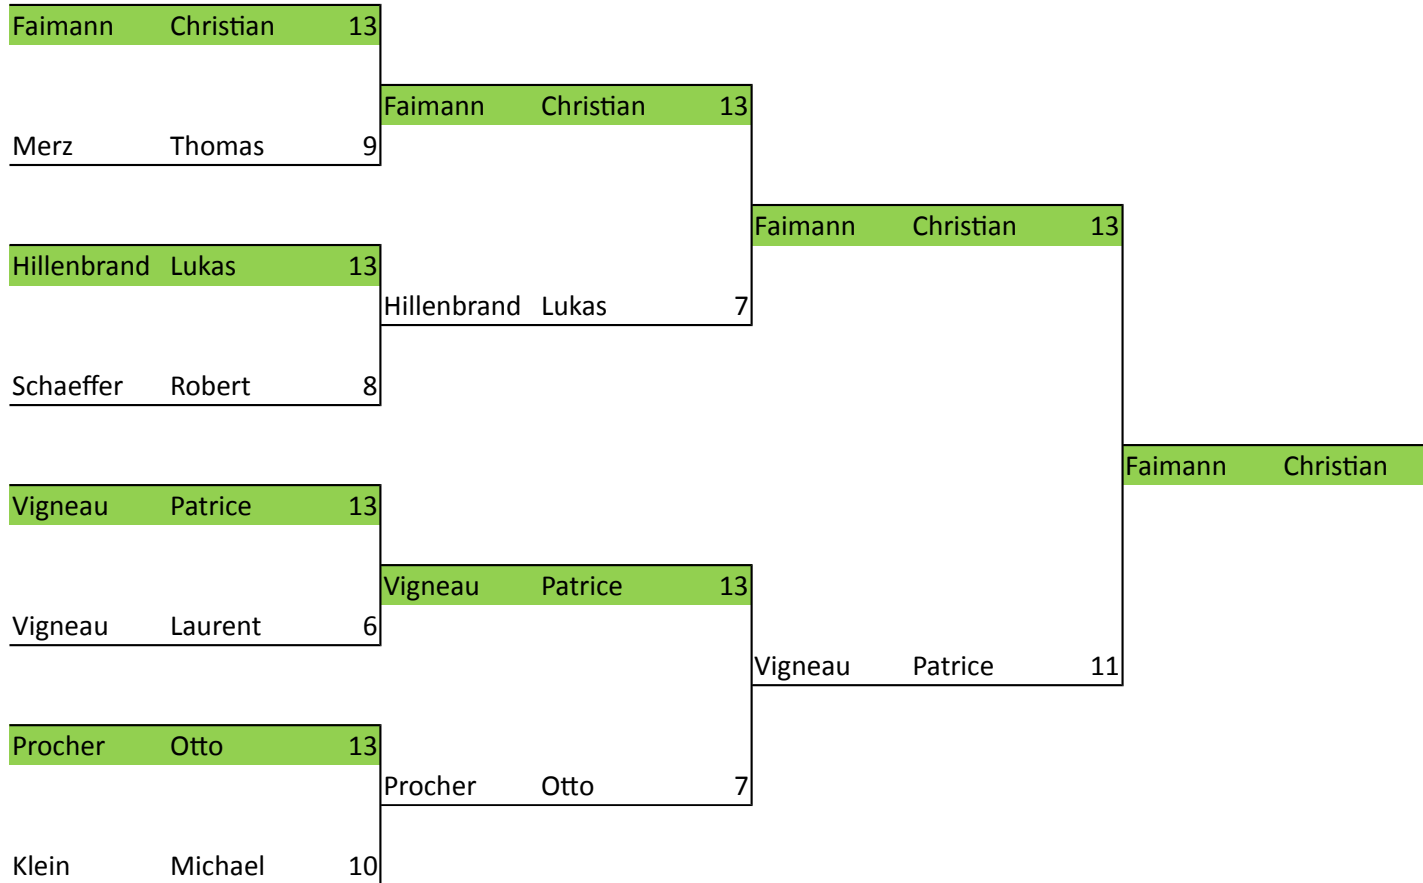 Faimann Christian 13
Merz Thomas 9
Hillenbrand Lukas 13
Schaeffer Robert 8
Vigneau Patrice 13
Vigneau Laurent 6
Procher Otto 13
Klein Michael 10
Faimann Christian 13
Hillenbrand Lukas 7
Vigneau Patrice 13
Procher Otto 7
Faimann Christian 13
Vigneau Patrice 11
Faimann Christian